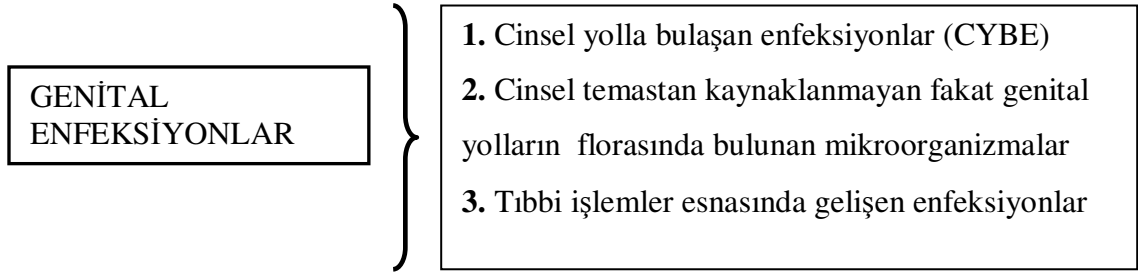 GENİTAL
ENFEKSİYONLAR
1. Cinsel yolla bulaşan enfeksiyonlar (CYBE)
2. Cinsel temastan kaynaklanmayan fakat genital
yolların florasında bulunan mikroorganizmalar
3. Tıbbi işlemler esnasında gelişen enfeksiyonlar